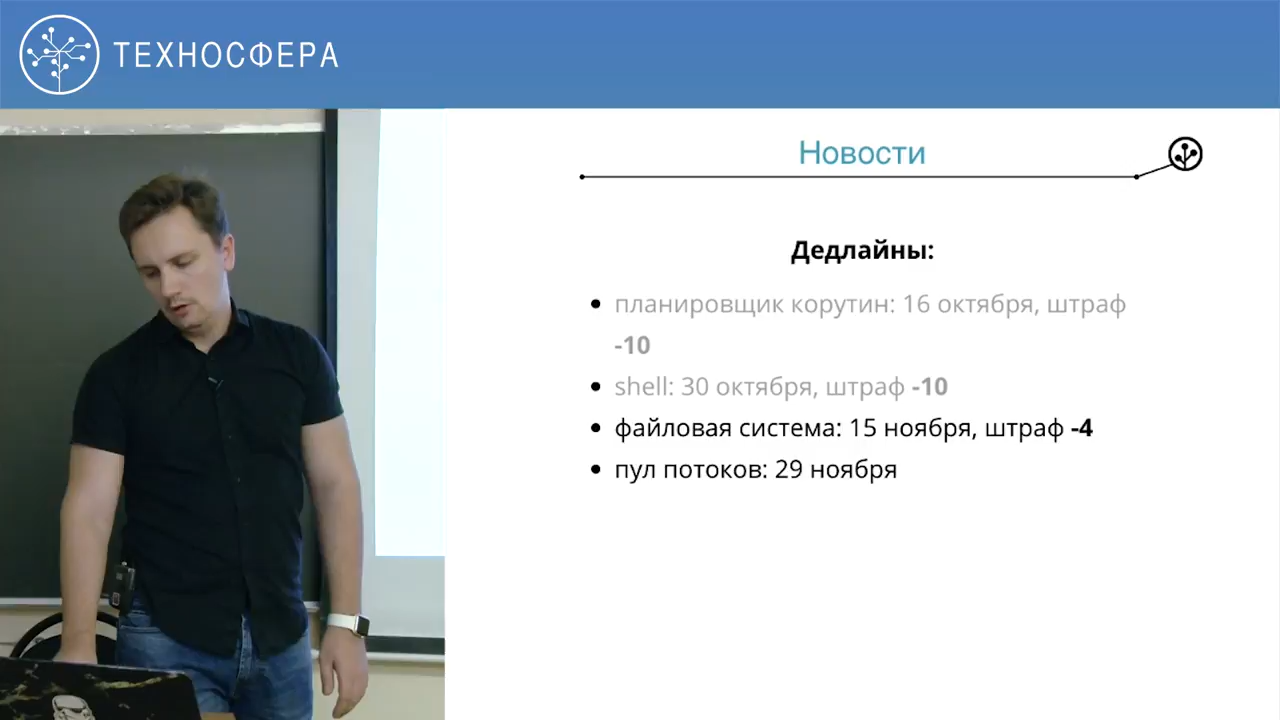 ТЕХНОСФЕРА
Новости
Дедлайны:
планировщик корутин: 16 октября, штраф
-10
shell: 30 октября, штраф -10
файловая система: 15 ноября, штраф -4
пул потоков: 29 ноября